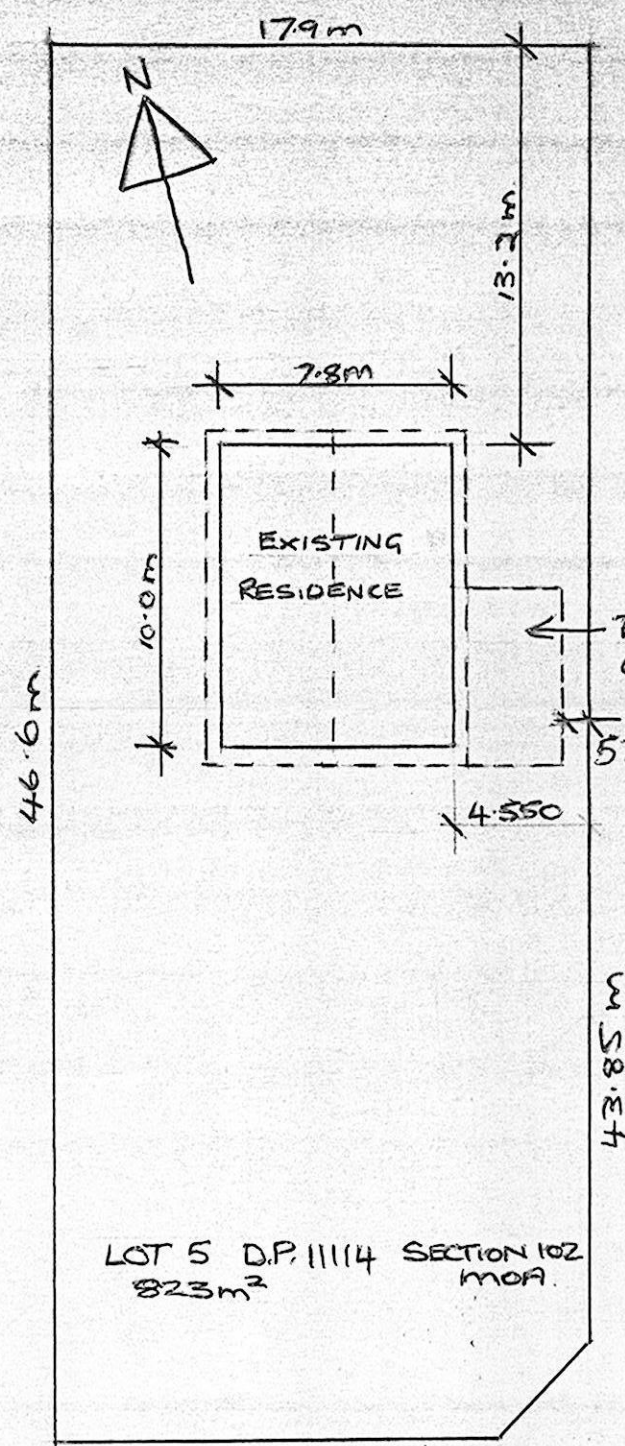 17.9m
N
13.2m
7.8m
10.0m
EXISTING
RESIDENCE
4.550
46.6m
43.85m
LOT 5 D.P. 11114 SECTION 102
823m² MOA.